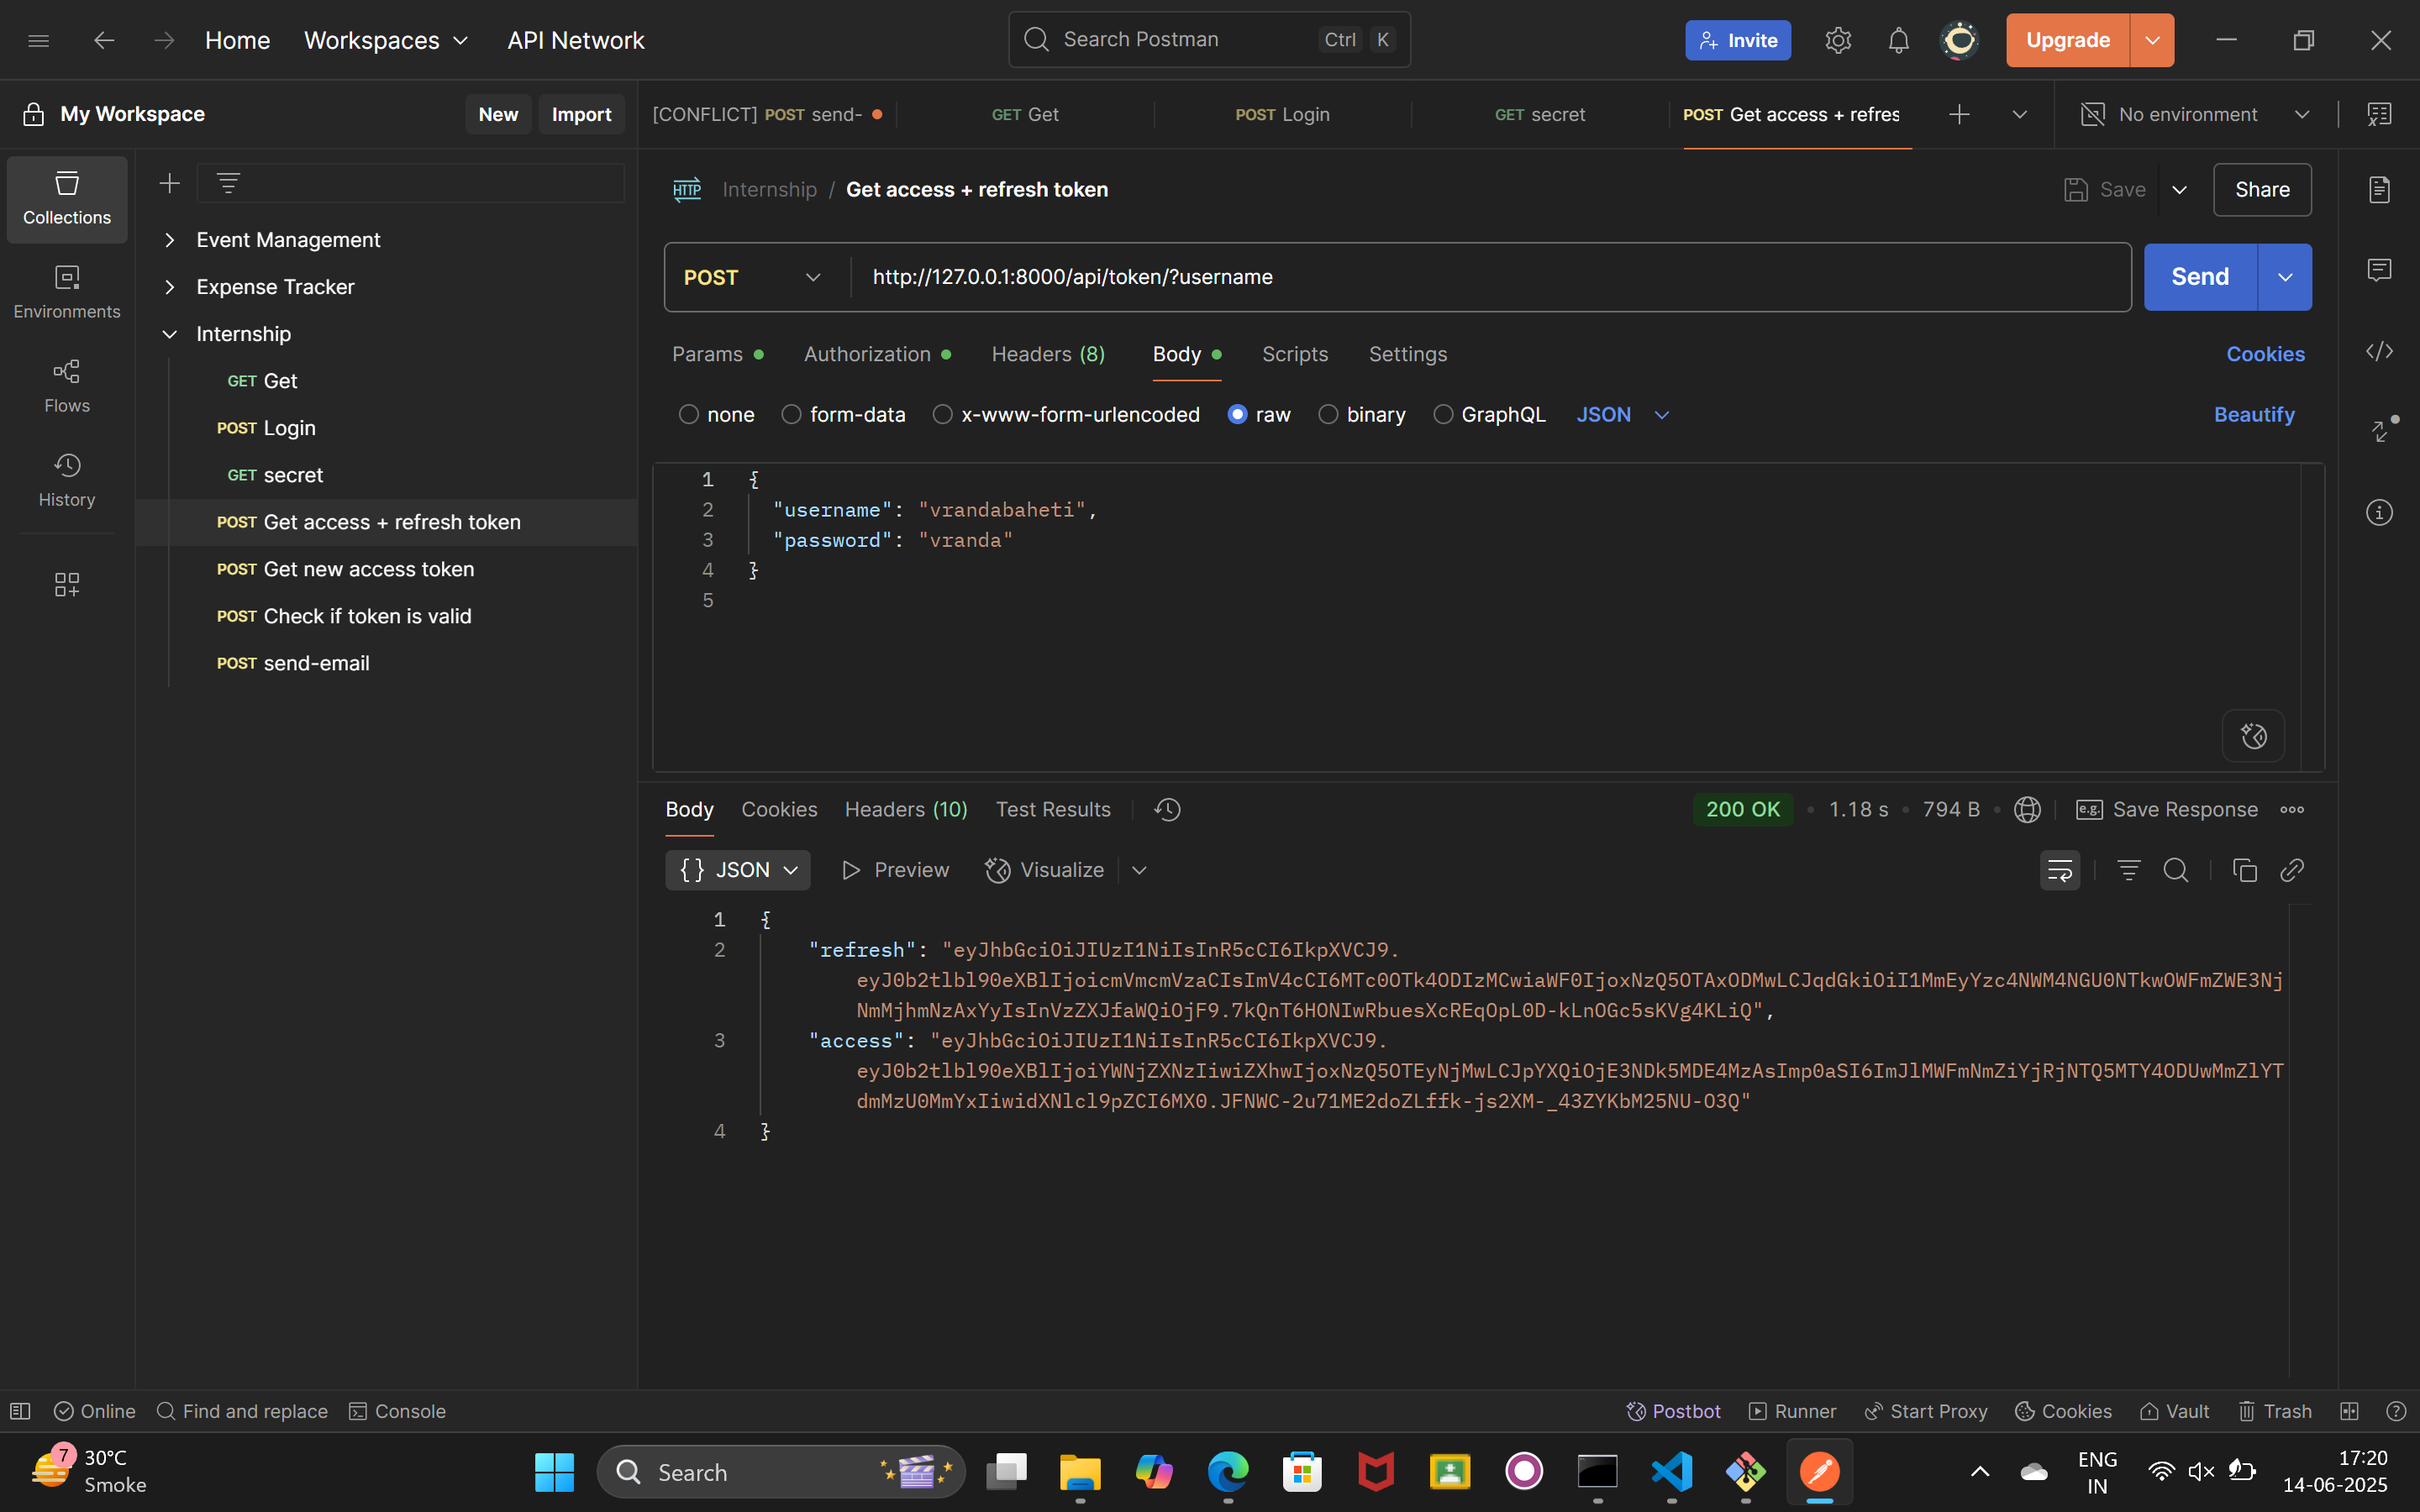 Home Workspaces API Network Search Postman Ctrl K Invite Upgrade
My Workspace New Import [CONFLICT] POST send- GET Get POST Login GET secret POST Get access + refres No environment
Collections
Environments
Flows
History
Event Management
Expense Tracker
Internship
GET Get
POST Login
GET secret
POST Get access + refresh token
POST Get new access token
POST Check if token is valid
POST send-email
HTTP Internship / Get access + refresh token Save Share
POST http://127.0.0.1:8000/api/token/?username Send
Params Authorization Headers (8) Body Scripts Settings Cookies
none form-data x-www-form-urlencoded raw binary GraphQL JSON Beautify
1 {
2 "username": "vrandabaheti",
3 "password": "vranda"
4 }
5
Body Cookies Headers (10) Test Results 200 OK 1.18 s 794 B e.g. Save Response
{} JSON Preview Visualize
1 {
2 "refresh": "eyJhbGciOiJIUzI1NiIsInR5cCI6IkpXVCJ9.
eyJ0b2tlbl90eXBlIjoicmVmcmVzaCIsImV4cCI6MTc0OTk4ODIzMCwiaWF0IjoxNzQ5OTAxODMwLCJqdGkiOiI1MmEyYzc4NWM4NGU0NTkwOWFmZWE3Nj
NmMjhmNzAxYyIsInVzZXJfaWQiOjF9.7kQnT6HONIwRbuesXcREqOpL0D-kLnOGc5sKVg4KLiQ",
3 "access": "eyJhbGciOiJIUzI1NiIsInR5cCI6IkpXVCJ9.
eyJ0b2tlbl90eXBlIjoiYWNjZXNzIiwiZXhwIjoxNzQ5OTEyNjMwLCJpYXQiOjE3NDk5MDE4MzAsImp0aSI6ImJlMWFmNmZiYjRjNTQ5MTY4ODUwMmZlYT
dmMzU0MmYxIiwidXNlcl9pZCI6MX0.JFNWC-2u71ME2doZLffk-js2XM-_43ZYKbM25NU-O3Q"
4 }
Online Find and replace Console Postbot Runner Start Proxy Cookies Vault Trash
7 30°C
Smoke
Search
ENG
IN
17:20
14-06-2025